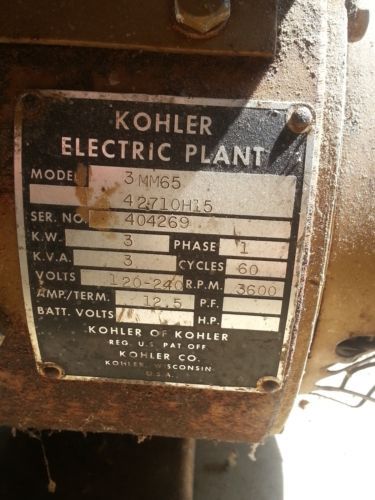 KOHLER
ELECTRIC PLANT
MODEL 3MM65
42710H15
SER. NO. 404269
K.W. 3 PHASE 1
K.V.A. 3 CYCLES 60
VOLTS 120-240 R.P.M. 3600
AMP./TERM. 12.5 P.F.
BATT. VOLTS H.P.
KOHLER OF KOHLER
REG. U.S. PAT. OFF
KOHLER CO.
KOHLER, WISCONSIN
U.S.A.